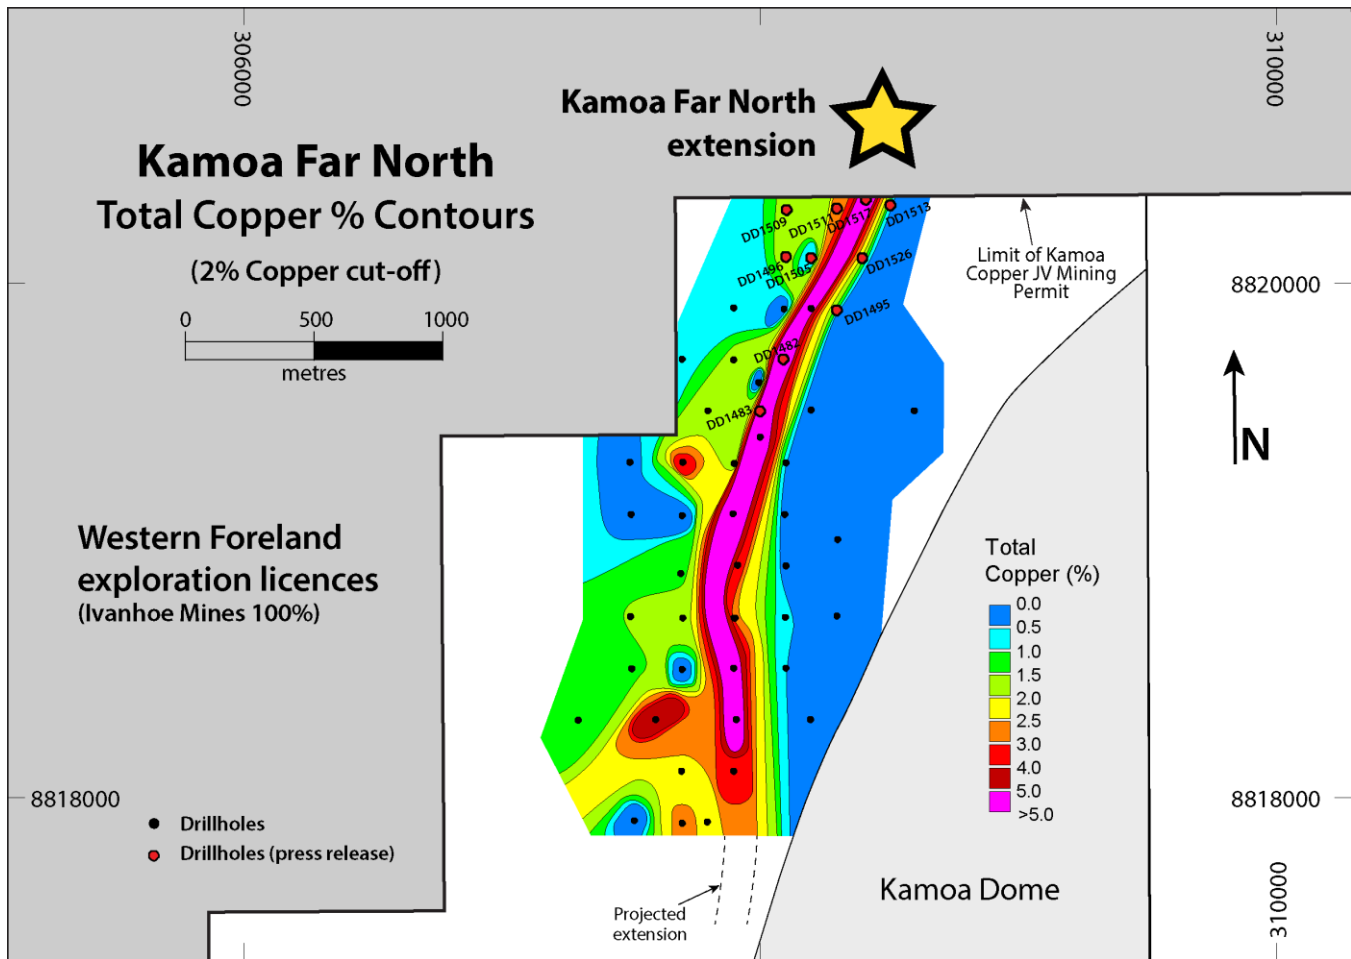 306000
310000
Kamoa Far North
extension
Kamoa Far North
Total Copper % Contours
(2% Copper cut-off)
0 500 1000
metres
DD1509
DD1511
DD1517
DD1513
DD1496
DD1505
DD1526
DD1495
DD1482
DD1483
Limit of Kamoa
Copper JV Mining
Permit
8820000
N
Western Foreland
exploration licences
(Ivanhoe Mines 100%)
Total
Copper (%)
0.0
0.5
1.0
1.5
2.0
2.5
3.0
4.0
5.0
>5.0
8818000
8818000
Drillholes
Drillholes (press release)
Kamoa Dome
Projected
extension
310000